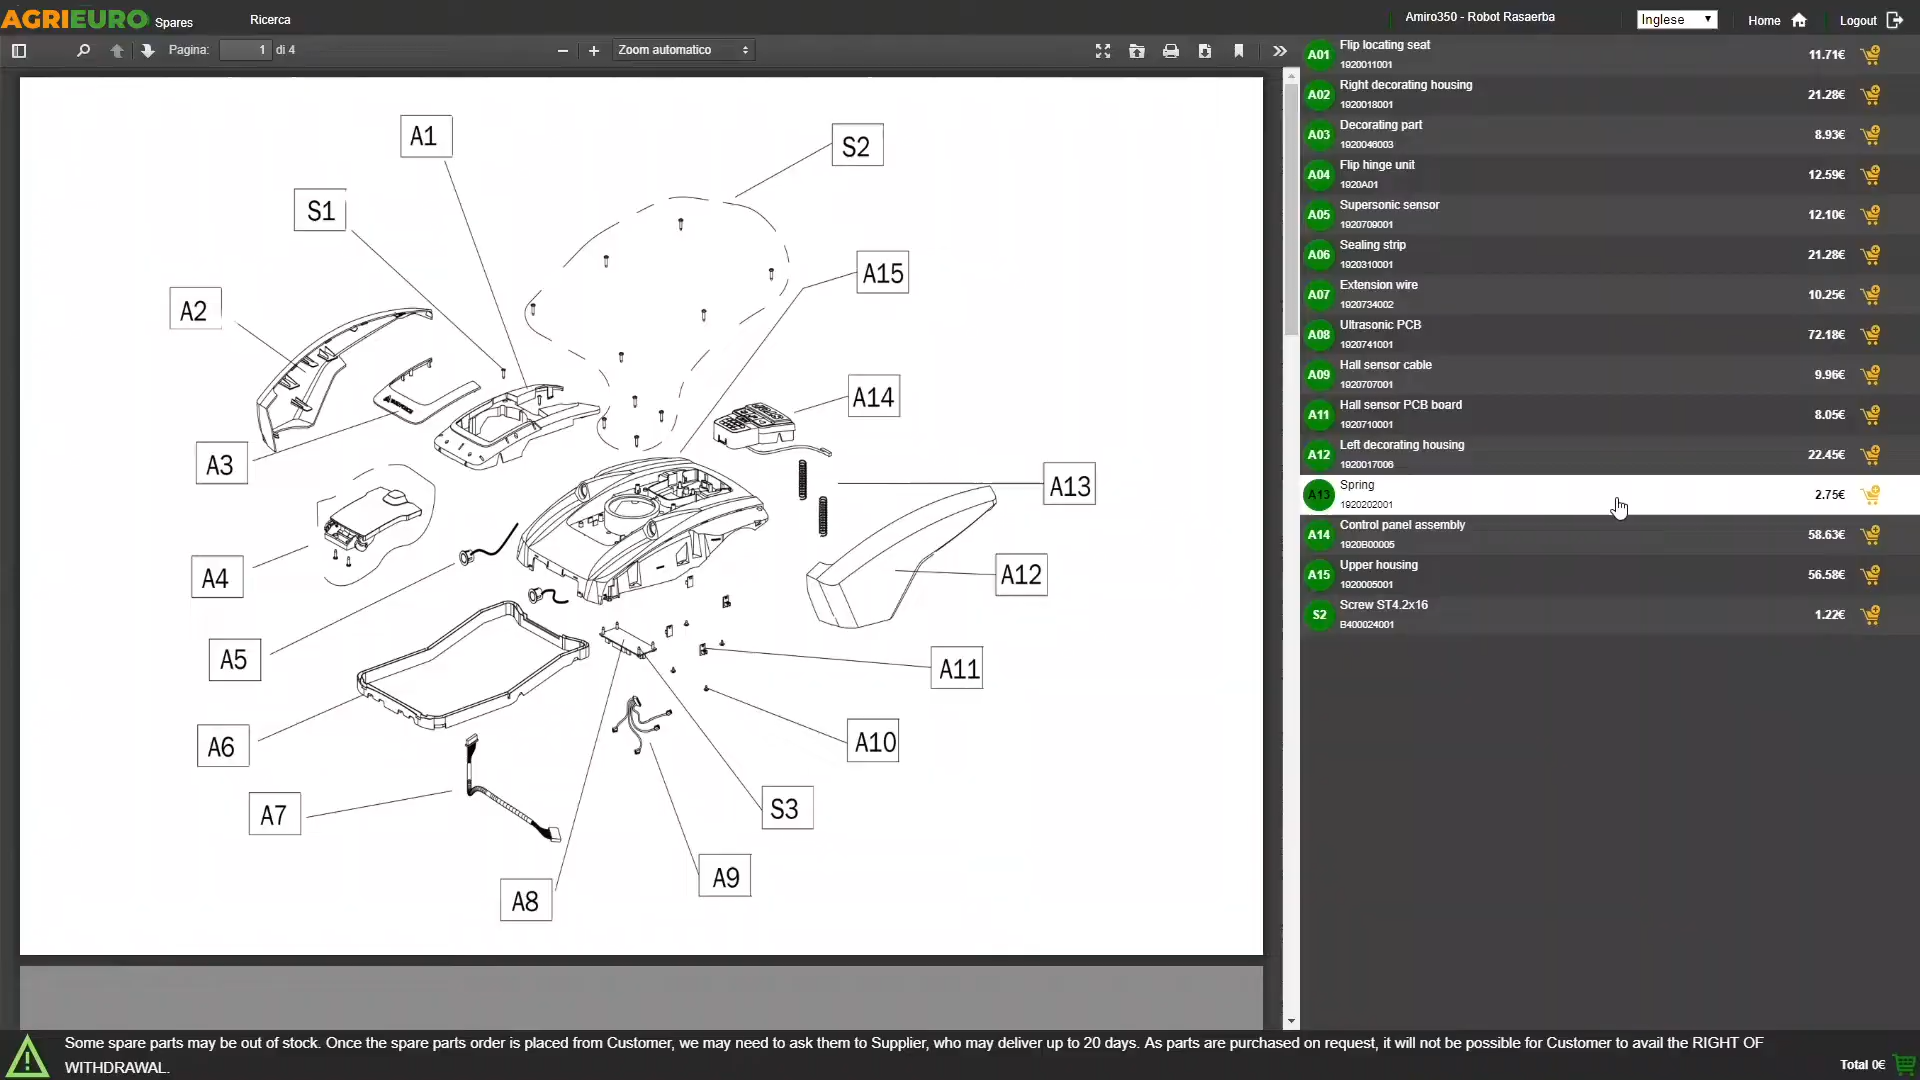 AGRIEURO Spares
Ricerca
Amiro350 - Robot Rasaerba
Inglese
Home
Logout
Pagina:
1
di 4
Zoom automatico
A1
S1
S2
A15
A2
A14
A3
A13
A4
A12
A5
A11
A6
A10
A7
S3
A9
A8
A01
Flip locating seat
1920011001
11.71€
A02
Right decorating housing
1920018001
21.28€
A03
Decorating part
1920046003
8.93€
A04
Flip hinge unit
1920A01
12.59€
A05
Supersonic sensor
1920709001
12.10€
A06
Sealing strip
1920310001
21.28€
A07
Extension wire
1920734002
10.25€
A08
Ultrasonic PCB
1920741001
72.18€
A09
Hall sensor cable
1920707001
9.96€
A11
Hall sensor PCB board
1920710001
8.05€
A12
Left decorating housing
1920017006
22.45€
A13
Spring
1920202001
2.75€
A14
Control panel assembly
1920B00005
58.63€
A15
Upper housing
1920005001
56.58€
S2
Screw ST4.2x16
B400024001
1.22€
Some spare parts may be out of stock. Once the spare parts order is placed from Customer, we may need to ask them to Supplier, who may deliver up to 20 days. As parts are purchased on request, it will not be possible for Customer to avail the RIGHT OF
WITHDRAWAL.
Total 0€